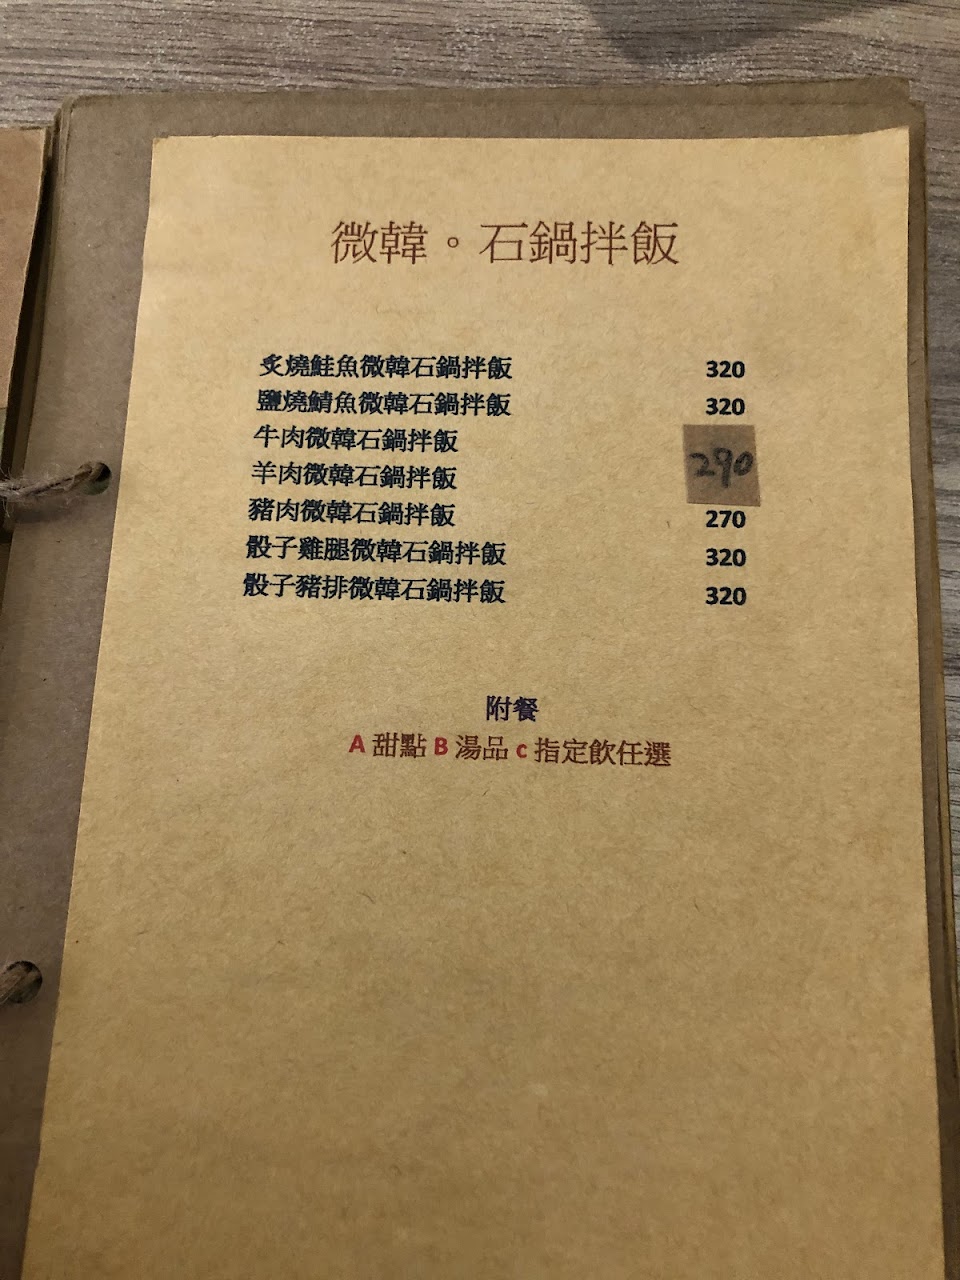 微韓。石鍋拌飯
炙燒鮭魚微韓石鍋拌飯 320
鹽燒鯖魚微韓石鍋拌飯 320
牛肉微韓石鍋拌飯
290
羊肉微韓石鍋拌飯
豬肉微韓石鍋拌飯 270
骰子雞腿微韓石鍋拌飯 320
骰子豬排微韓石鍋拌飯 320
附餐
A 甜點 B 湯品 c 指定飲任選